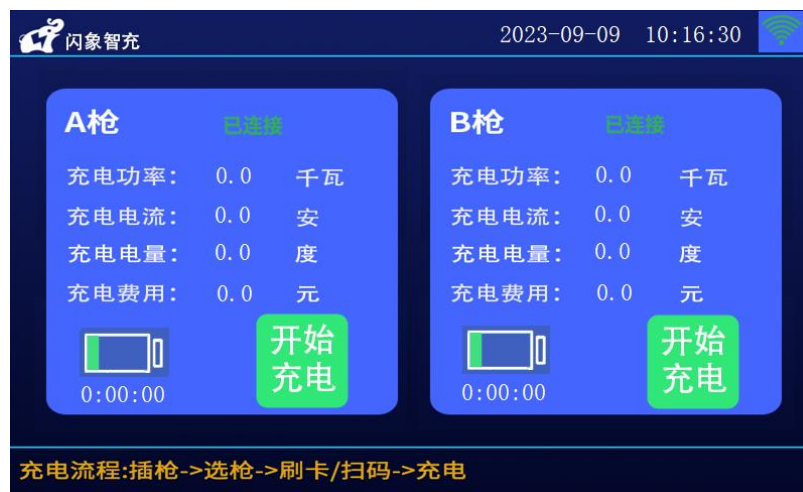 闪象智充 2023-09-09 10:16:30
A枪 已连接
充电功率: 0.0 千瓦
充电电流: 0.0 安
充电电量: 0.0 度
充电费用: 0.0 元
开始
充电
0:00:00
B枪 已连接
充电功率: 0.0 千瓦
充电电流: 0.0 安
充电电量: 0.0 度
充电费用: 0.0 元
开始
充电
0:00:00
充电流程:插枪->选枪->刷卡/扫码->充电